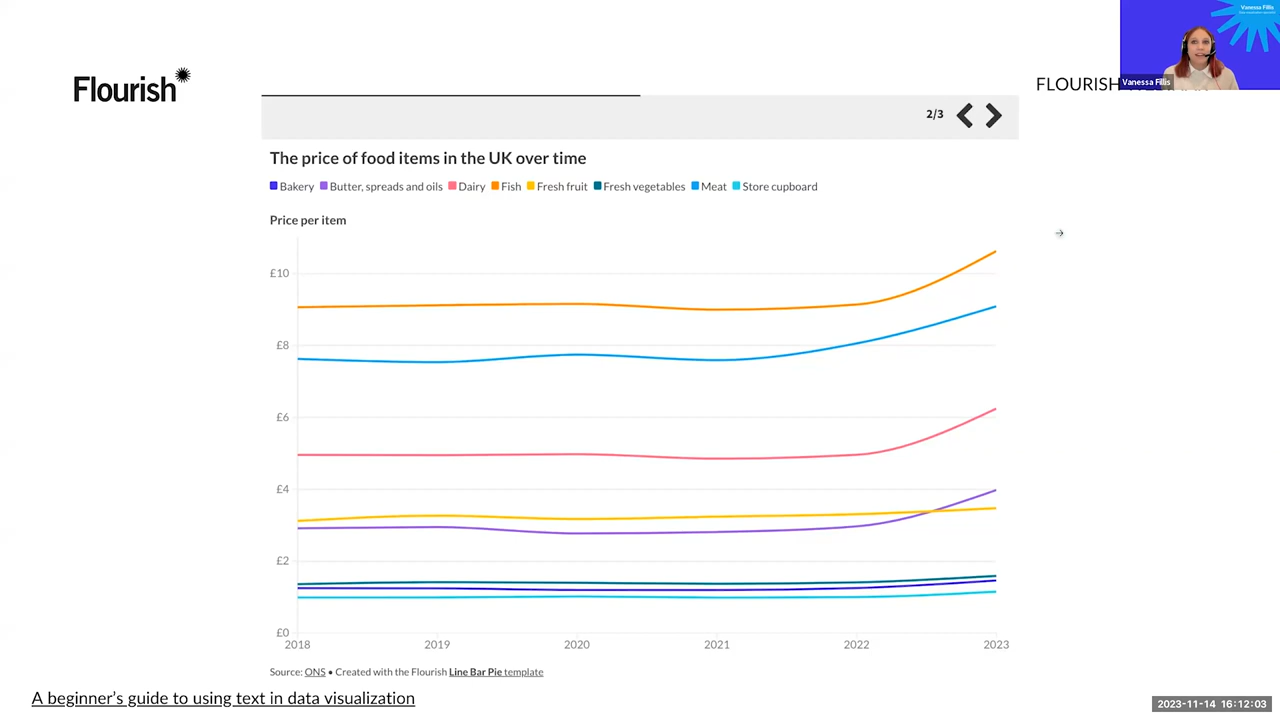 Vanessa Fillis
Flourish
FLOURISH
Vanessa Fillis
2/3
The price of food items in the UK over time
Bakery Butter, spreads and oils Dairy Fish Fresh fruit Fresh vegetables Meat Store cupboard
Price per item
£10
£8
£6
£4
£2
£0
2018 2019 2020 2021 2022 2023
Source: ONS • Created with the Flourish Line Bar Pie template
A beginner's guide to using text in data visualization
2023-11-14 16:12:03